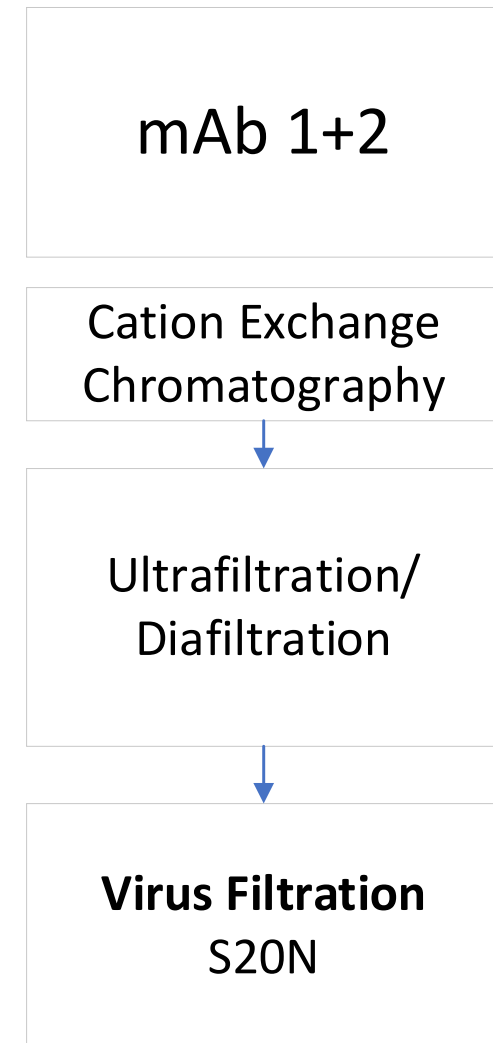 mAb 1+2
Cation Exchange
Chromatography
Ultrafiltration/
Diafiltration
Virus Filtration
S20N